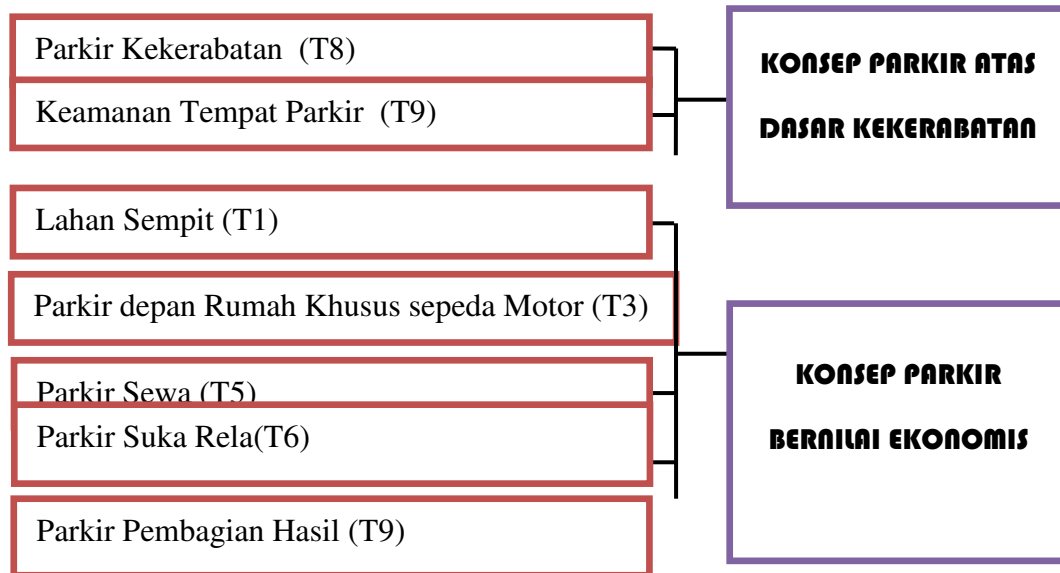 Parkir Kekerabatan (T8)
Keamanan Tempat Parkir (T9)
KONSEP PARKIR ATAS
DASAR KEKERABATAN
Lahan Sempit (T1)
Parkir depan Rumah Khusus sepeda Motor (T3)
Parkir Sewa (T5)
Parkir Suka Rela(T6)
Parkir Pembagian Hasil (T9)
KONSEP PARKIR
BERNILAI EKONOMIS